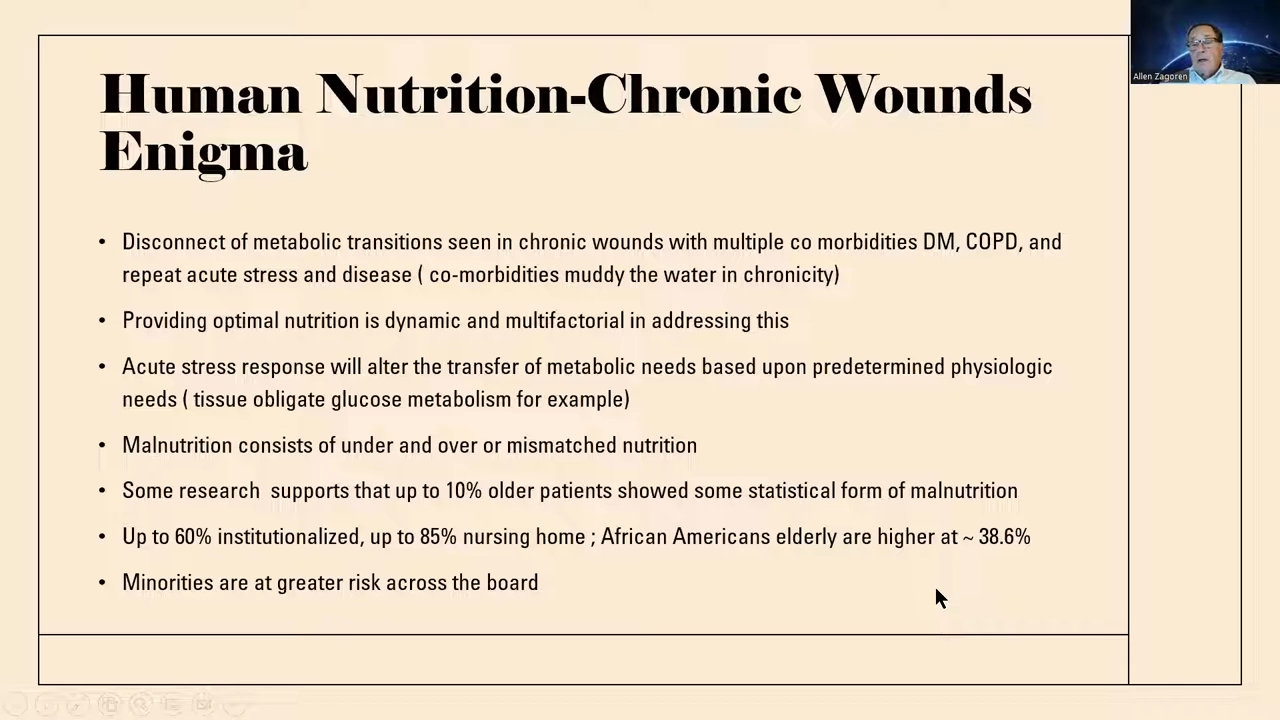 Allen Zagoren
Human Nutrition-Chronic Wounds
Enigma
• Disconnect of metabolic transitions seen in chronic wounds with multiple co morbidities DM, COPD, and
repeat acute stress and disease ( co-morbidities muddy the water in chronicity)
• Providing optimal nutrition is dynamic and multifactorial in addressing this
• Acute stress response will alter the transfer of metabolic needs based upon predetermined physiologic
needs ( tissue obligate glucose metabolism for example)
• Malnutrition consists of under and over or mismatched nutrition
• Some research  supports that up to 10% older patients showed some statistical form of malnutrition
• Up to 60% institutionalized, up to 85% nursing home ; African Americans elderly are higher at ~ 38.6%
• Minorities are at greater risk across the board